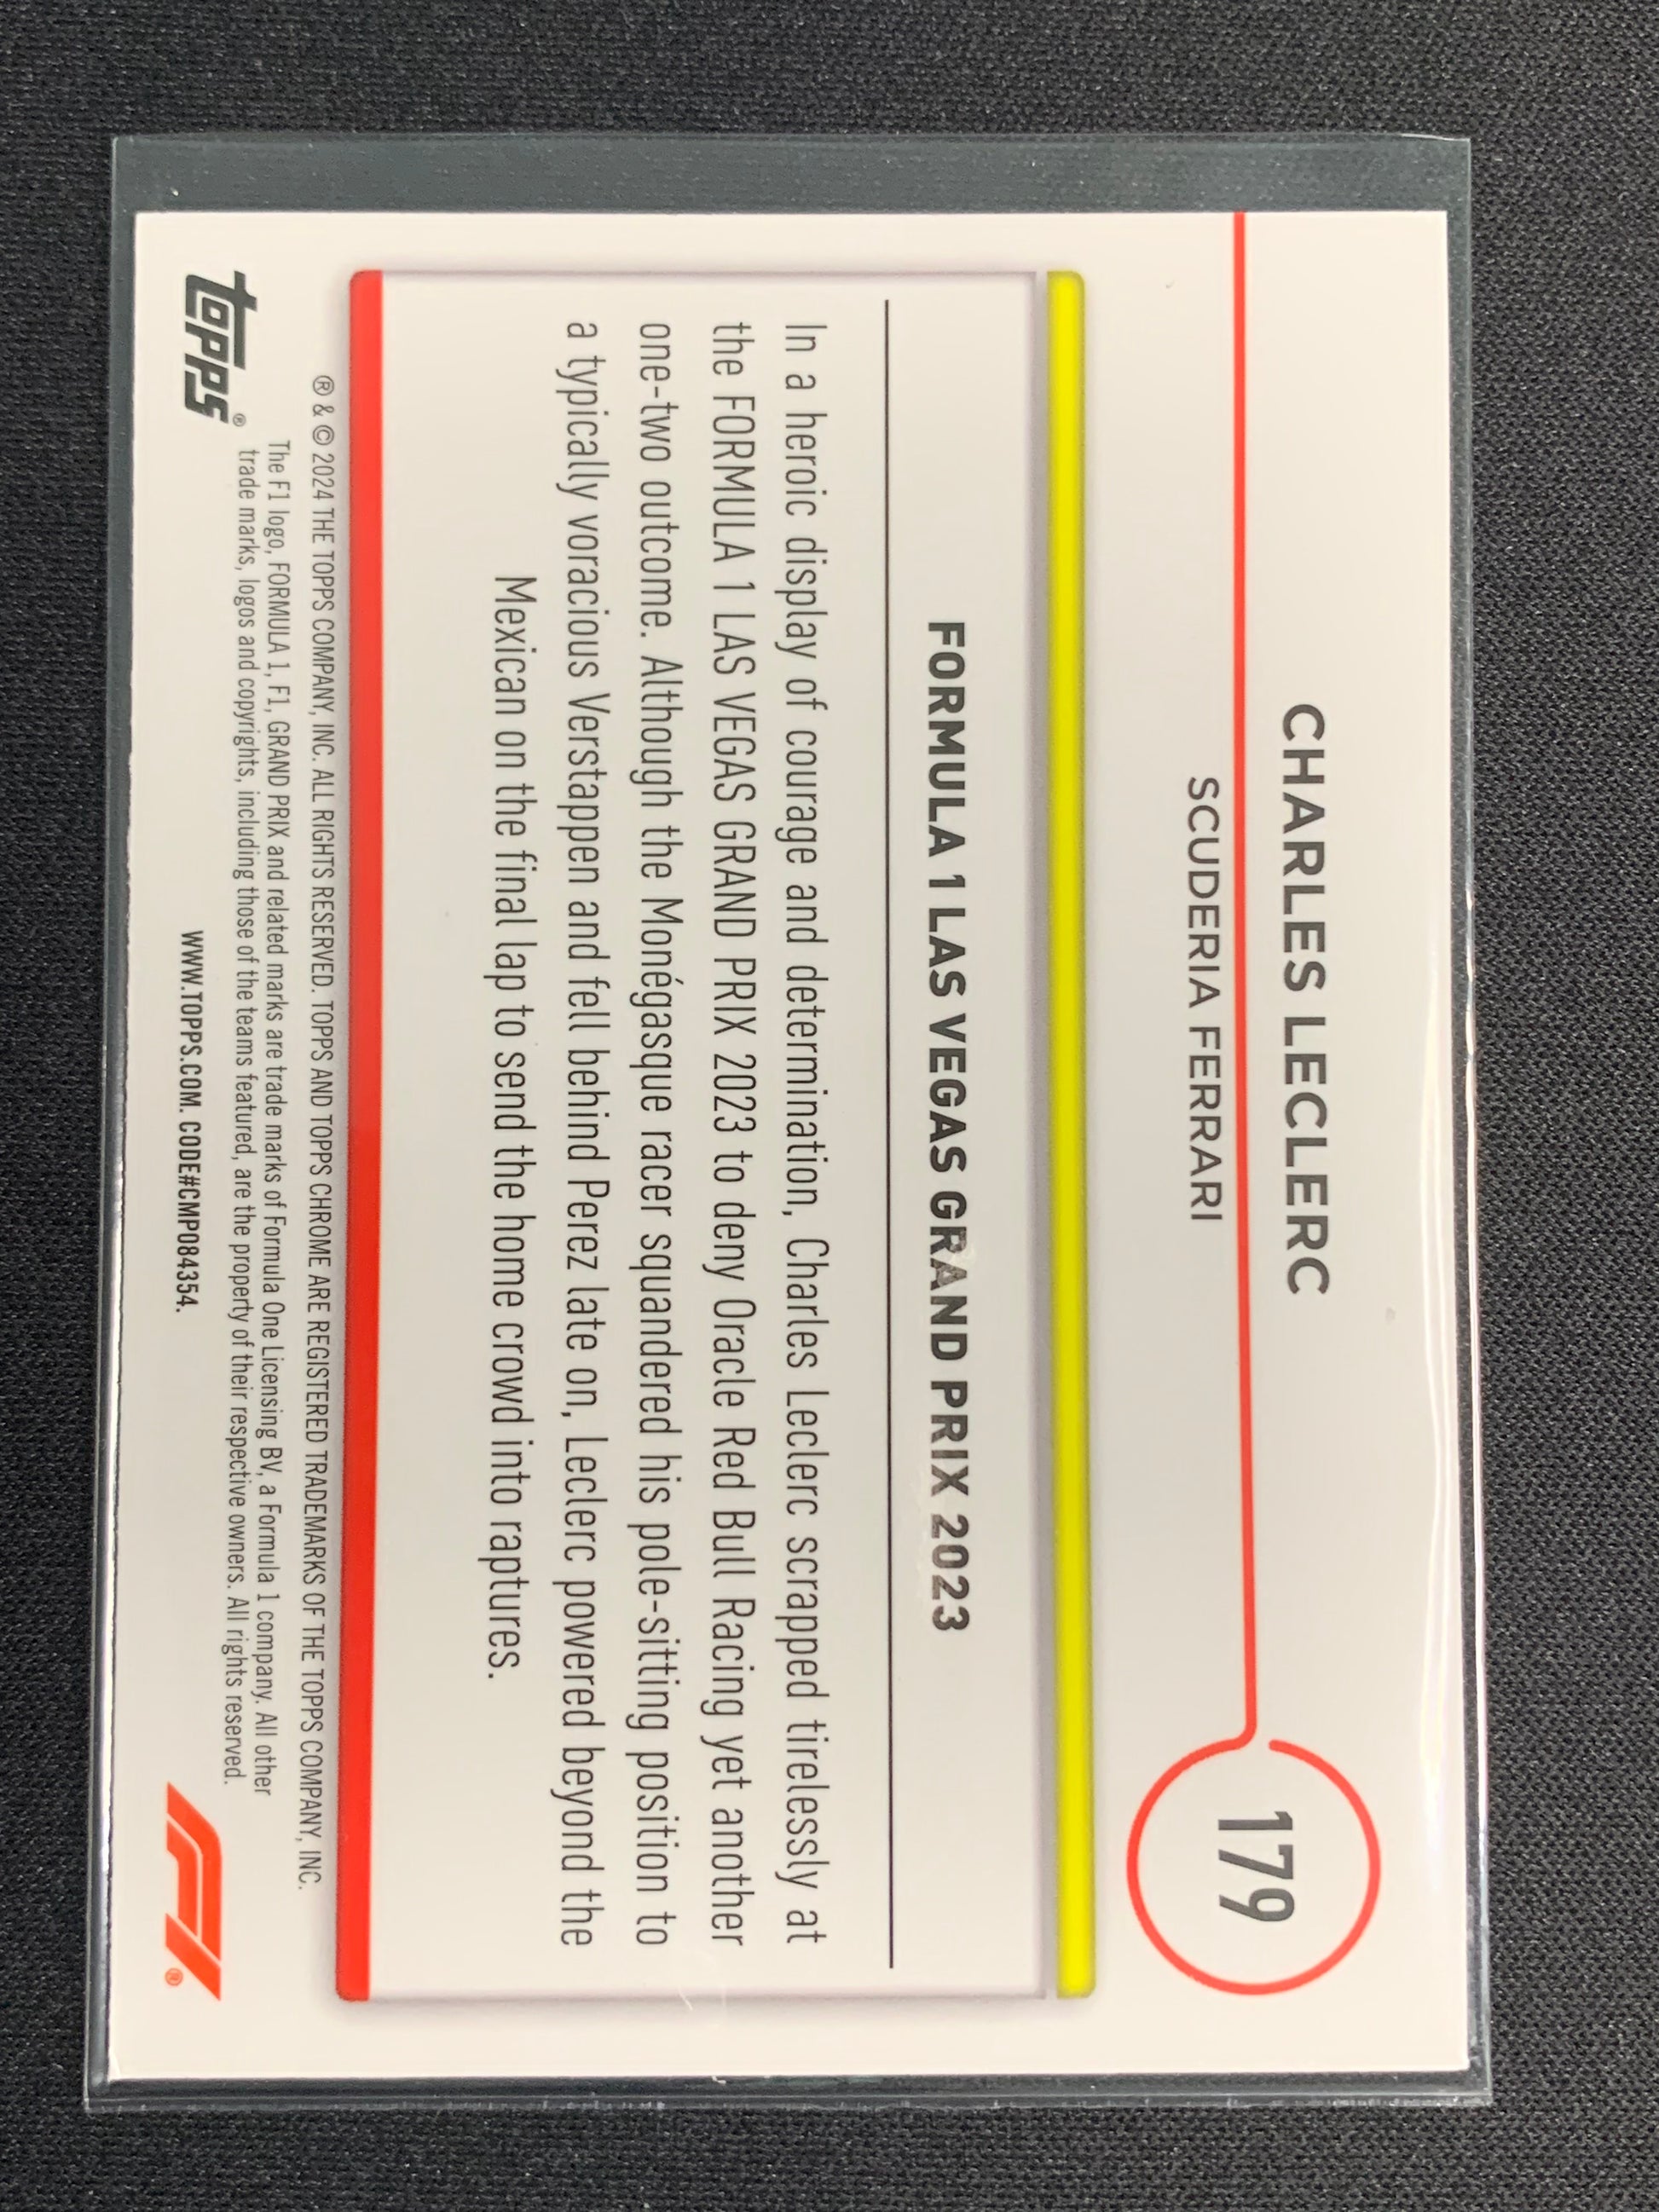 CHARLES LECLERC
SCUDERIA FERRARI
179
FORMULA 1 LAS VEGAS GRAND PRIX 2023
In a heroic display of courage and determination, Charles Leclerc scrapped tirelessly at
the FORMULA 1 LAS VEGAS GRAND PRIX 2023 to deny Oracle Red Bull Racing yet another
one-two outcome. Although the Monégasque racer squandered his pole-sitting position to
a typically voracious Verstappen and fell behind Perez late on, Leclerc powered beyond the
Mexican on the final lap to send the home crowd into raptures.
® & © 2024 THE TOPPS COMPANY, INC. ALL RIGHTS RESERVED. TOPPS AND TOPPS CHROME ARE REGISTERED TRADEMARKS OF THE TOPPS COMPANY, INC.
The F1 logo, FORMULA 1, F1, GRAND PRIX and related marks are trade marks of Formula One Licensing BV, a Formula 1 company. All other
trade marks, logos and copyrights, including those of the teams featured, are the property of their respective owners. All rights reserved.
topps®
WWW.TOPPS.COM. CODE#CMP084354.
F1®